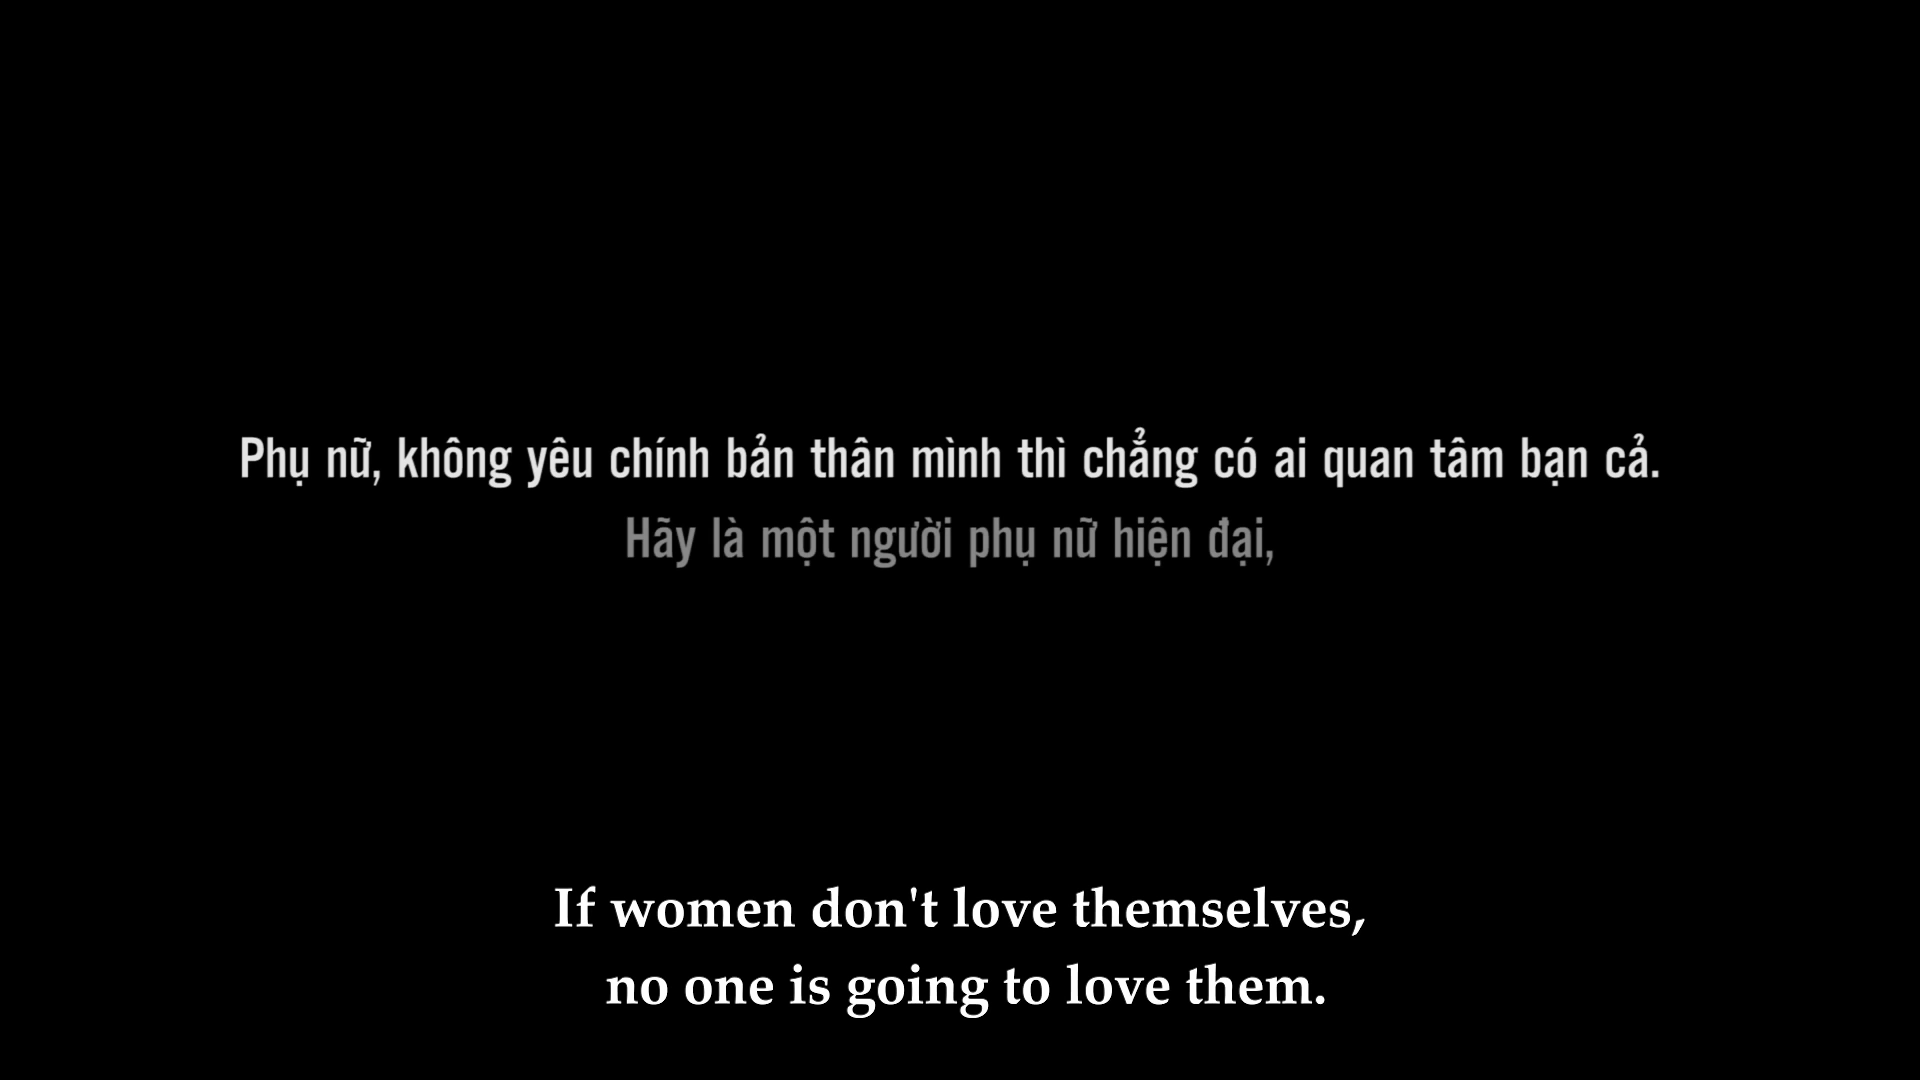 Phụ nữ, không yêu chính bản thân mình thì chẳng có ai quan tâm bạn cả.
Hãy là một người phụ nữ hiện đại,
If women don't love themselves,
no one is going to love them.